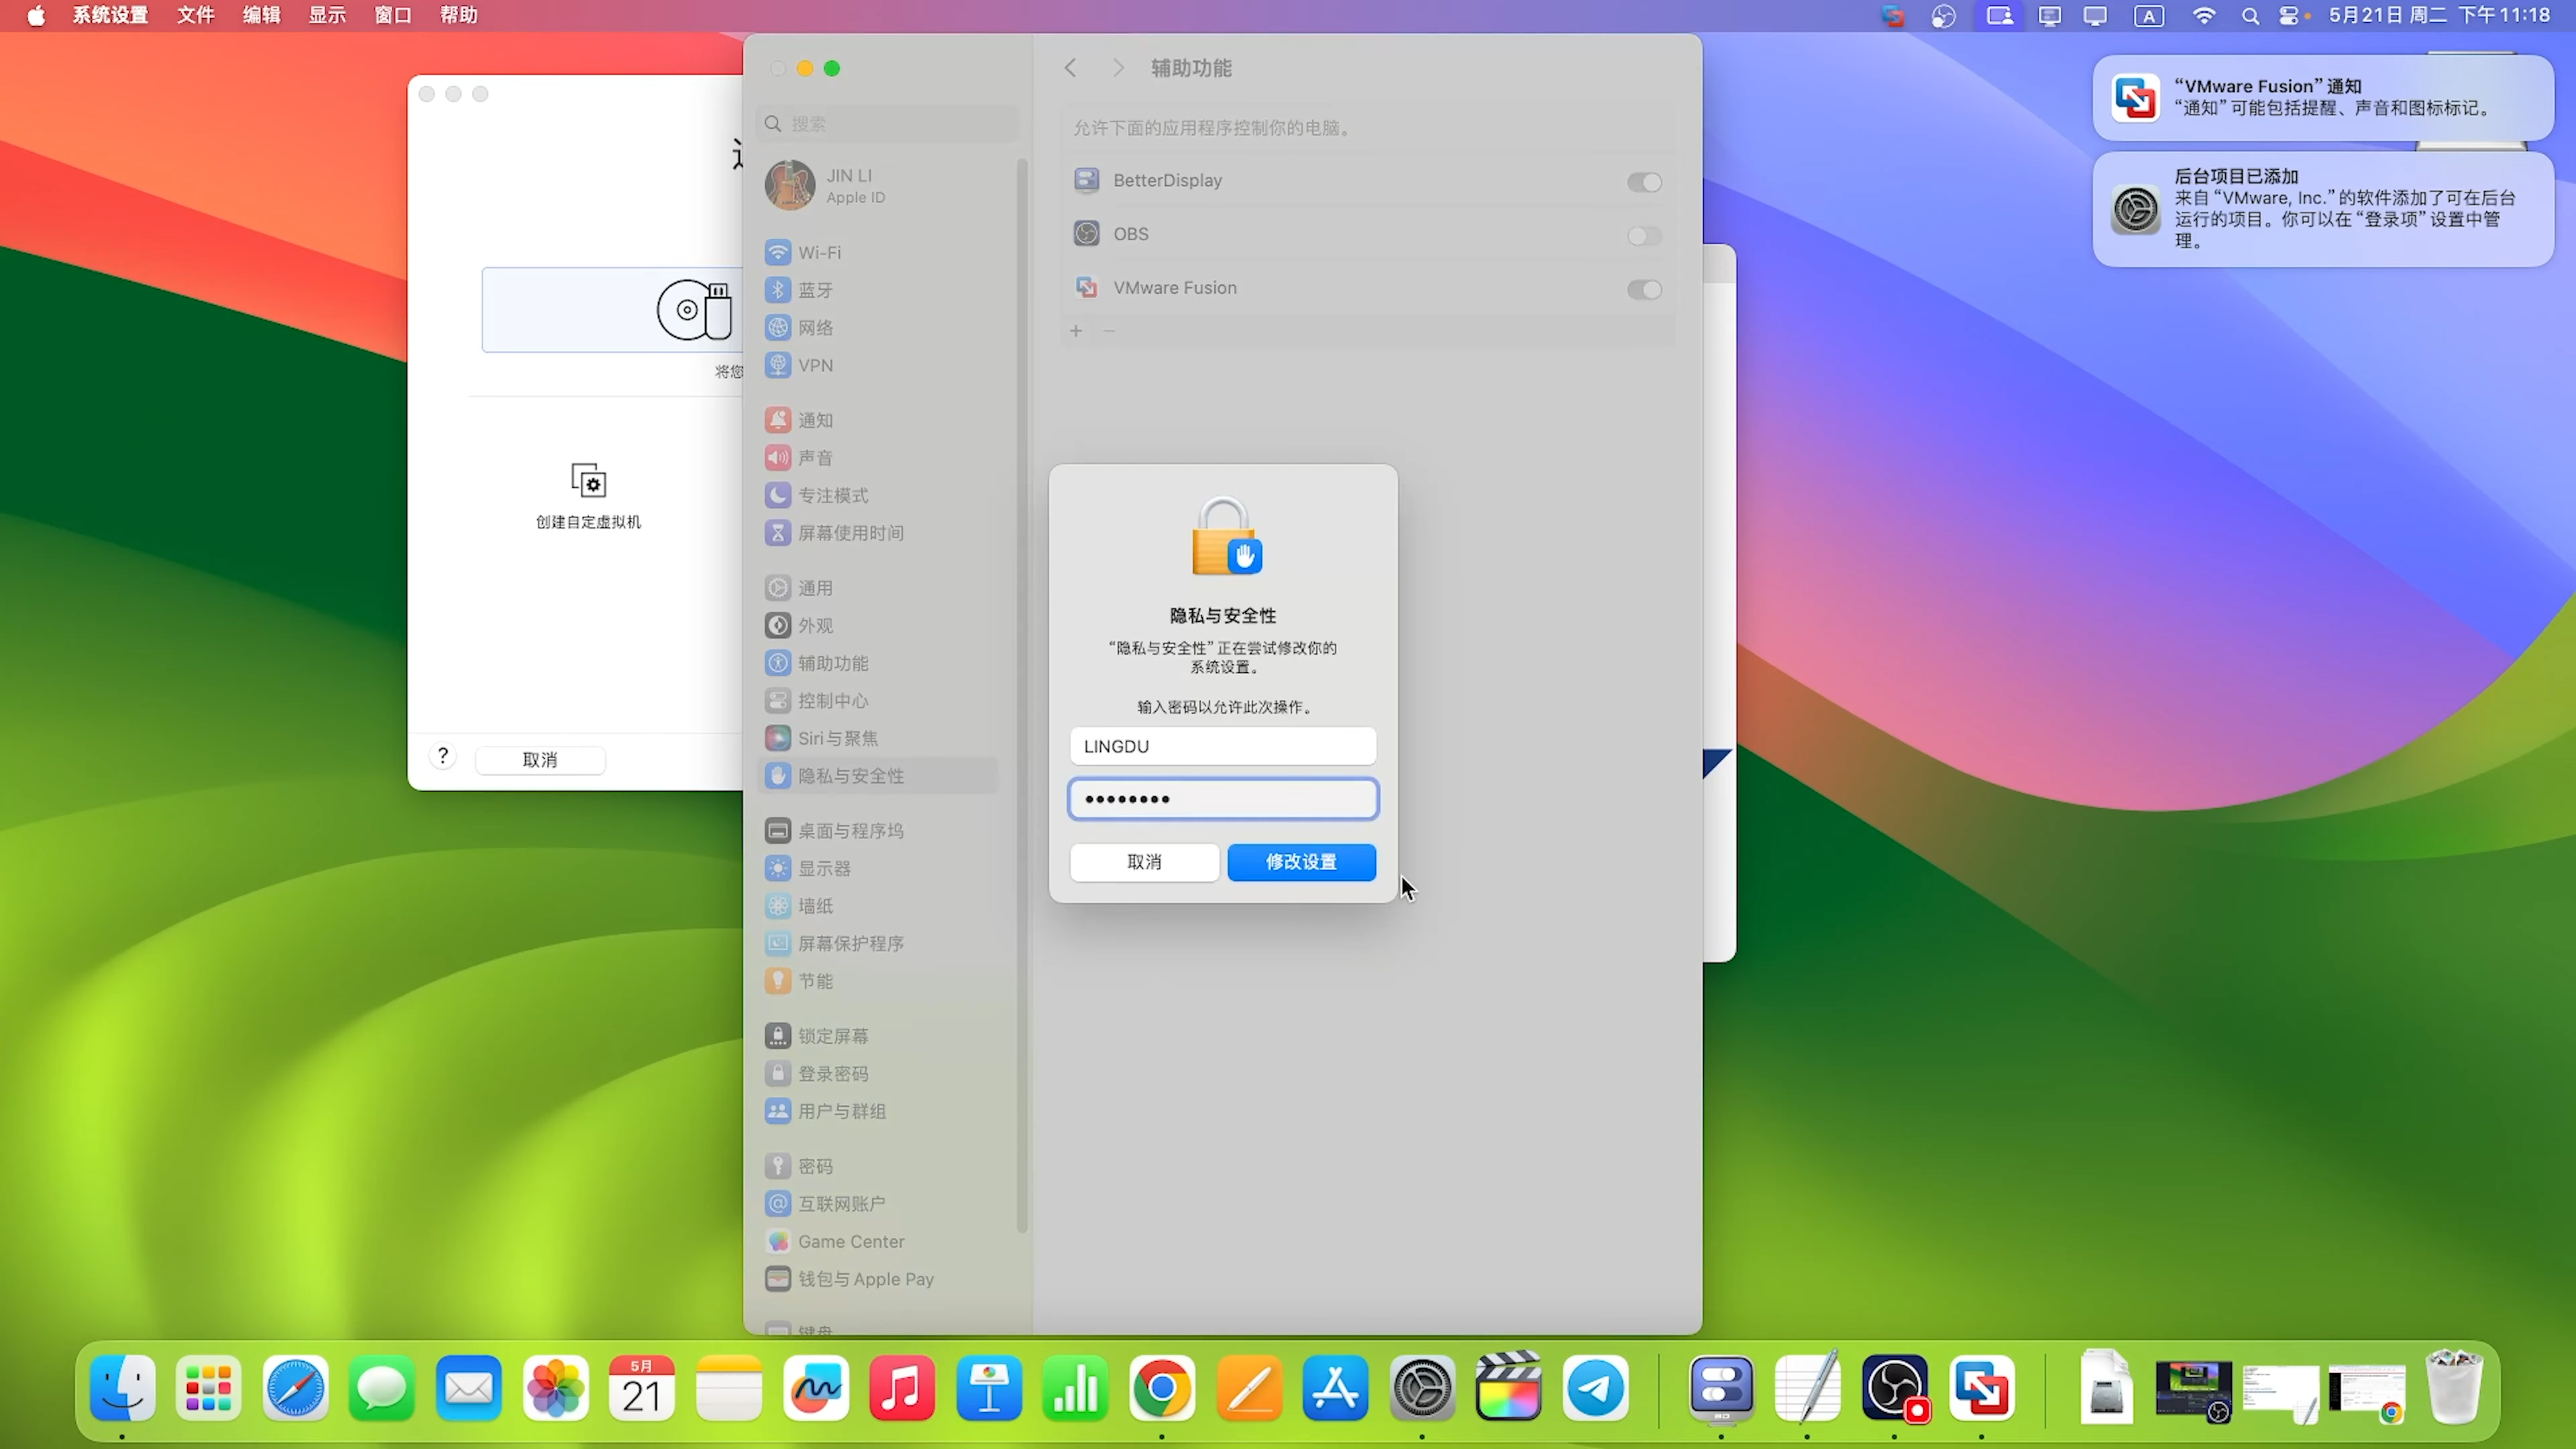 系统设置 文件 编辑 显示 窗口 帮助
A
5月21日 周二 下午11:18
“VMware Fusion”通知
“通知”可能包括提醒、声音和图标标记。
后台项目已添加
来自“VMware, Inc.”的软件添加了可在后台
运行的项目。你可以在“登录项”设置中管
理。
将您
创建自定虚拟机
?
取消
搜索
JIN LI
Apple ID
Wi-Fi
蓝牙
网络
VPN
通知
声音
专注模式
屏幕使用时间
通用
外观
辅助功能
控制中心
Siri与聚焦
隐私与安全性
桌面与程序坞
显示器
墙纸
屏幕保护程序
节能
锁定屏幕
登录密码
用户与群组
密码
互联网账户
Game Center
钱包与 Apple Pay
键盘
辅助功能
允许下面的应用程序控制你的电脑。
BetterDisplay
OBS
VMware Fusion
隐私与安全性
“隐私与安全性”正在尝试修改你的
系统设置。
输入密码以允许此次操作。
LINGDU
••••••••
取消
修改设置
5月
21